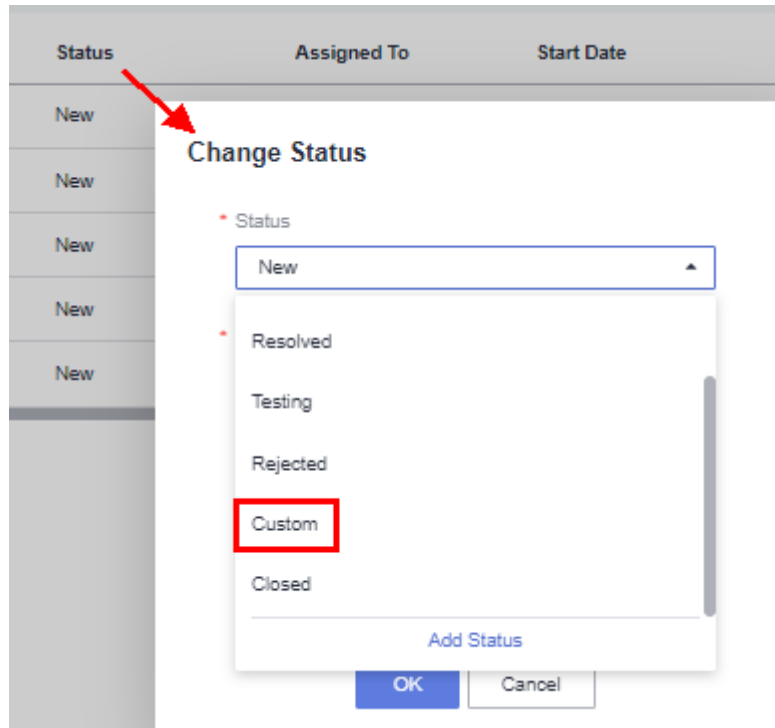 Status Assigned To Start Date
New
Change Status
New
* Status
New
New
New
*
Resolved
New
Testing
Rejected
Custom
Closed
Add Status
OK Cancel